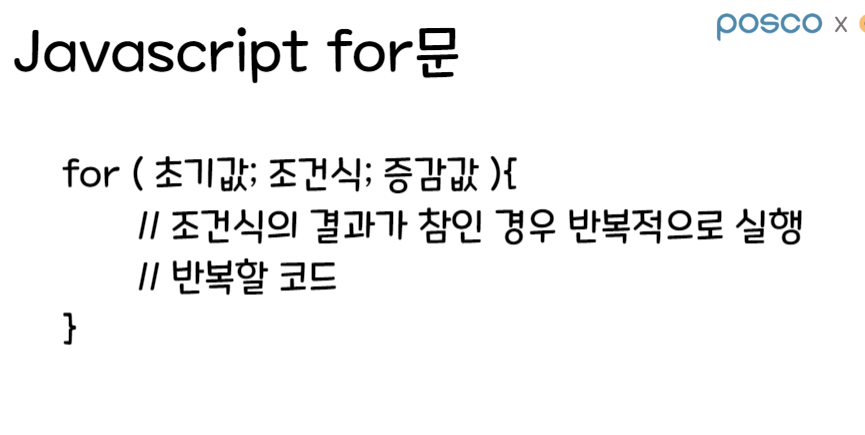 posco x
Javascript for문
for ( 초기값; 조건식; 증감값 ){
// 조건식의 결과가 참인 경우 반복적으로 실행
// 반복할 코드
}